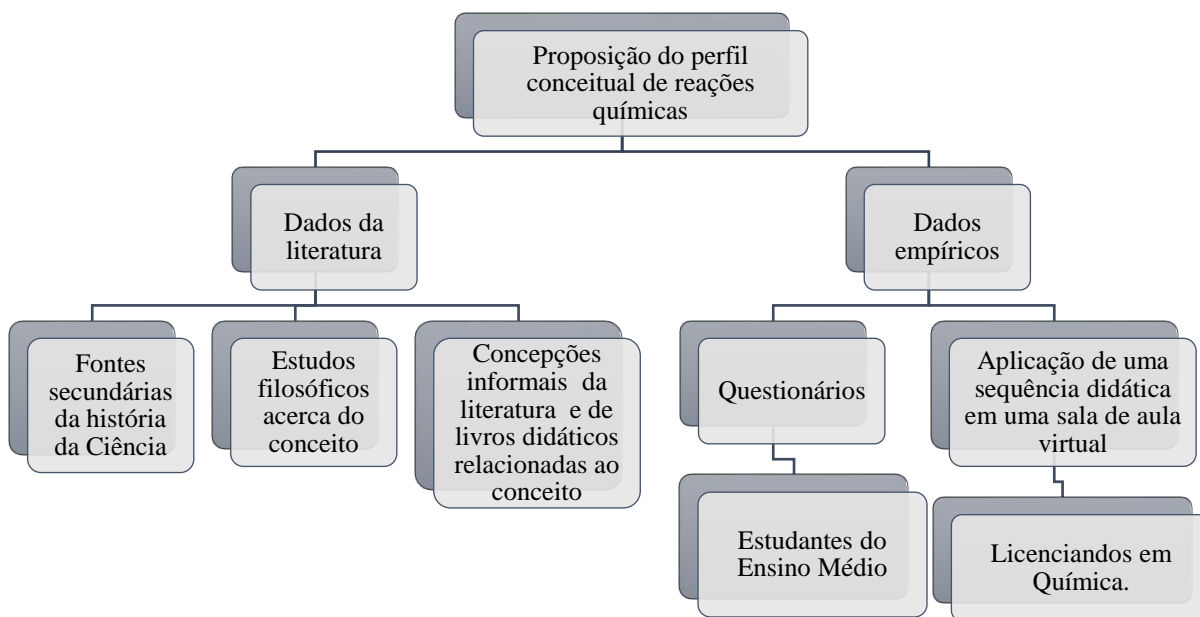 Proposição do perfil
conceitual de reações
químicas
Dados da
literatura
Dados
empíricos
Fontes
secundárias
da história
da Ciência
Estudos
filosóficos
acerca do
conceito
Concepções
informais da
literatura e de
livros didáticos
relacionadas ao
conceito
Questionários
Aplicação de uma
sequência didática
em uma sala de aula
virtual
Estudantes do
Ensino Médio
Licenciandos em
Química.